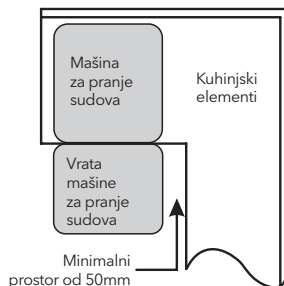 Mašina
za pranje
sudova
Kuhinjski
elementi
Vrata
mašine
za pranje
sudova
Minimalni
prostor od 50mm